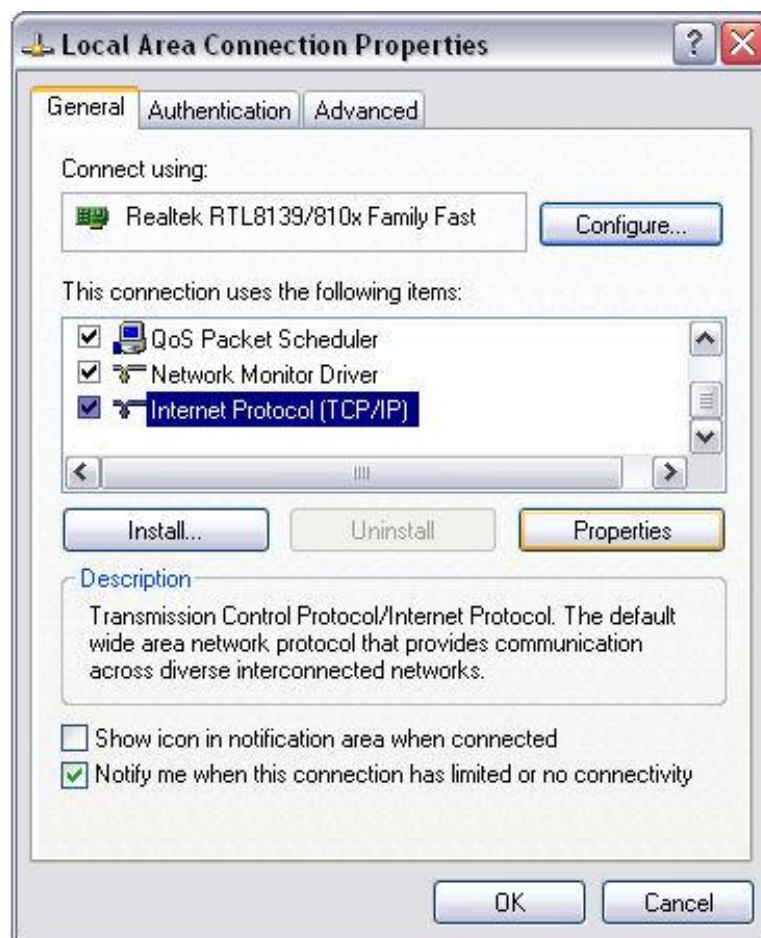 Local Area Connection Properties
General Authentication Advanced
Connect using:
Realtek RTL8139/810x Family Fast
Configure...
This connection uses the following items:
QoS Packet Scheduler
Network Monitor Driver
Internet Protocol (TCP/IP)
Install... Uninstall Properties
Description
Transmission Control Protocol/Internet Protocol. The default
wide area network protocol that provides communication
across diverse interconnected networks.
Show icon in notification area when connected
Notify me when this connection has limited or no connectivity
OK Cancel